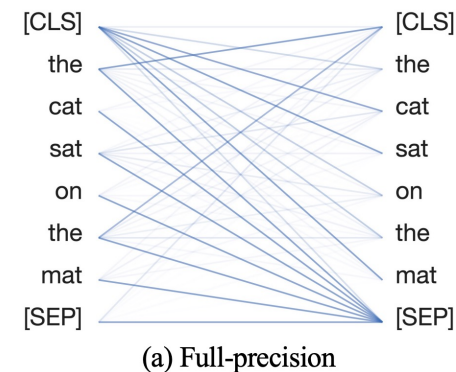 [CLS] [CLS]
the the
cat cat
sat sat
on on
the the
mat mat
[SEP] [SEP]
(a) Full-precision